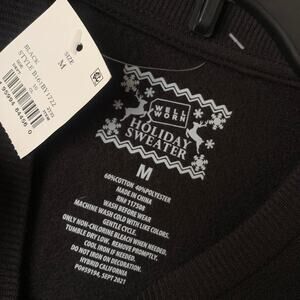 SIZE
M
BLACK
STYLE
WELL
WORN
HOLIDAY
SWEATER
M
60%COTTON 40%POLYESTER
MADE IN CHINA
RN# 117508
WASH BEFORE WEAR
MACHINE WASH COLD WITH LIKE COLORS.
GENTLE CYCLE.
ONLY NON-CHLORINE BLEACH WHEN NEEDED.
TUMBLE DRY LOW. REMOVE PROMPTLY.
COOL IRON IF NEEDED.
DO NOT IRON ON DECORATION.
HYBRID CALIFORNIA
PO#59194, SEPT 2021